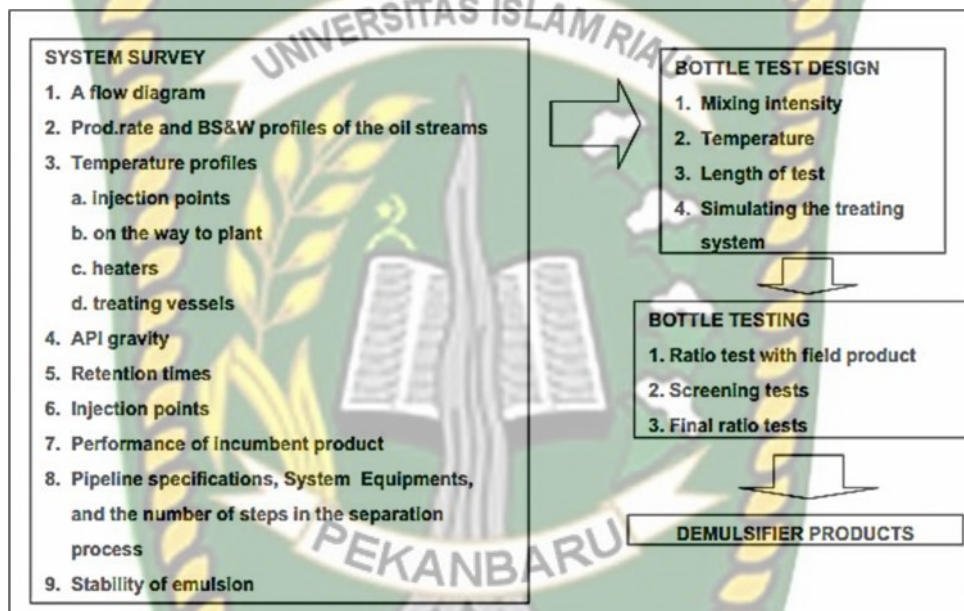 UNIVERSITAS ISLAM RIAU
SYSTEM SURVEY
1. A flow diagram
2. Prod.rate and BS&W profiles of the oil streams
3. Temperature profiles
a. injection points
b. on the way to plant
c. heaters
d. treating vessels
4. API gravity
5. Retention times
6. Injection points
7. Performance of incumbent product
8. Pipeline specifications, System Equipments,
and the number of steps in the separation
process
9. Stability of emulsion
BOTTLE TEST DESIGN
1. Mixing intensity
2. Temperature
3. Length of test
4. Simulating the treating
system
BOTTLE TESTING
1. Ratio test with field product
2. Screening tests
3. Final ratio tests
DEMULSIFIER PRODUCTS
PEKANBARU